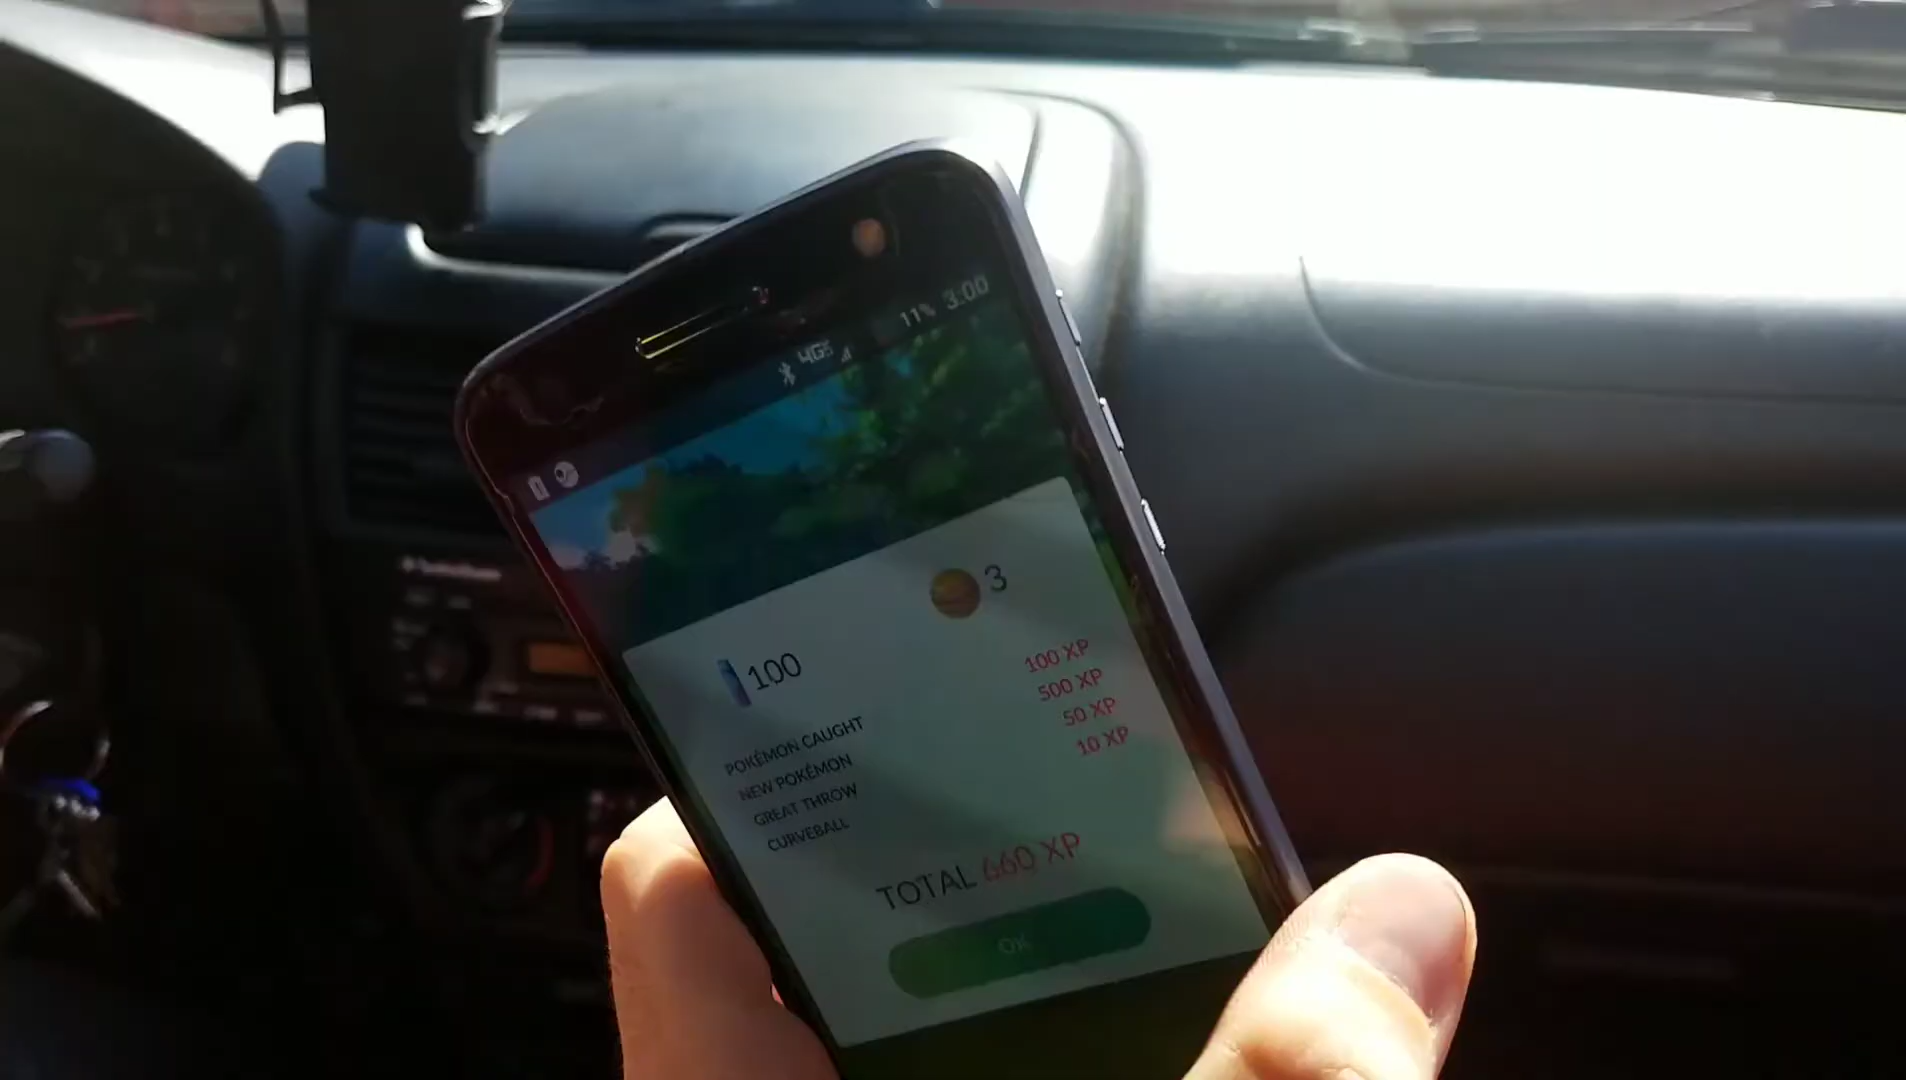 4G 11% 3:00
100
3
POKÉMON CAUGHT 100 XP
NEW POKÉMON 500 XP
GREAT THROW 50 XP
CURVEBALL 10 XP
TOTAL 660 XP
OK